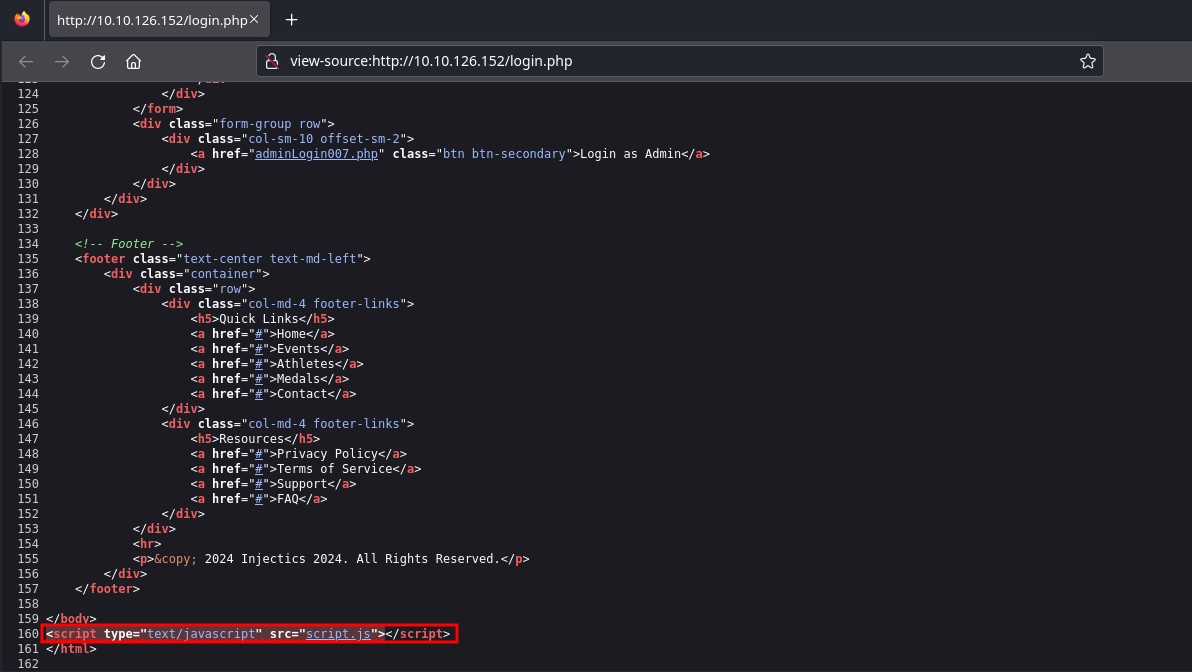 http://10.10.126.152/login.php
view-source:http://10.10.126.152/login.php
124 </div>
125 </form>
126 <div class="form-group row">
127 <div class="col-sm-10 offset-sm-2">
128 <a href="adminLogin007.php" class="btn btn-secondary">Login as Admin</a>
129 </div>
130 </div>
131 </div>
132 </div>
133
134 <!-- Footer -->
135 <footer class="text-center text-md-left">
136 <div class="container">
137 <div class="row">
138 <div class="col-md-4 footer-links">
139 <h5>Quick Links</h5>
140 <a href="#">Home</a>
141 <a href="#">Events</a>
142 <a href="#">Athletes</a>
143 <a href="#">Medals</a>
144 <a href="#">Contact</a>
145 </div>
146 <div class="col-md-4 footer-links">
147 <h5>Resources</h5>
148 <a href="#">Privacy Policy</a>
149 <a href="#">Terms of Service</a>
150 <a href="#">Support</a>
151 <a href="#">FAQ</a>
152 </div>
153 </div>
154 <hr>
155 <p>&copy; 2024 Injectics 2024. All Rights Reserved.</p>
156 </div>
157 </footer>
158
159 </body>
160 <script type="text/javascript" src="script.js"></script>
161 </html>
162